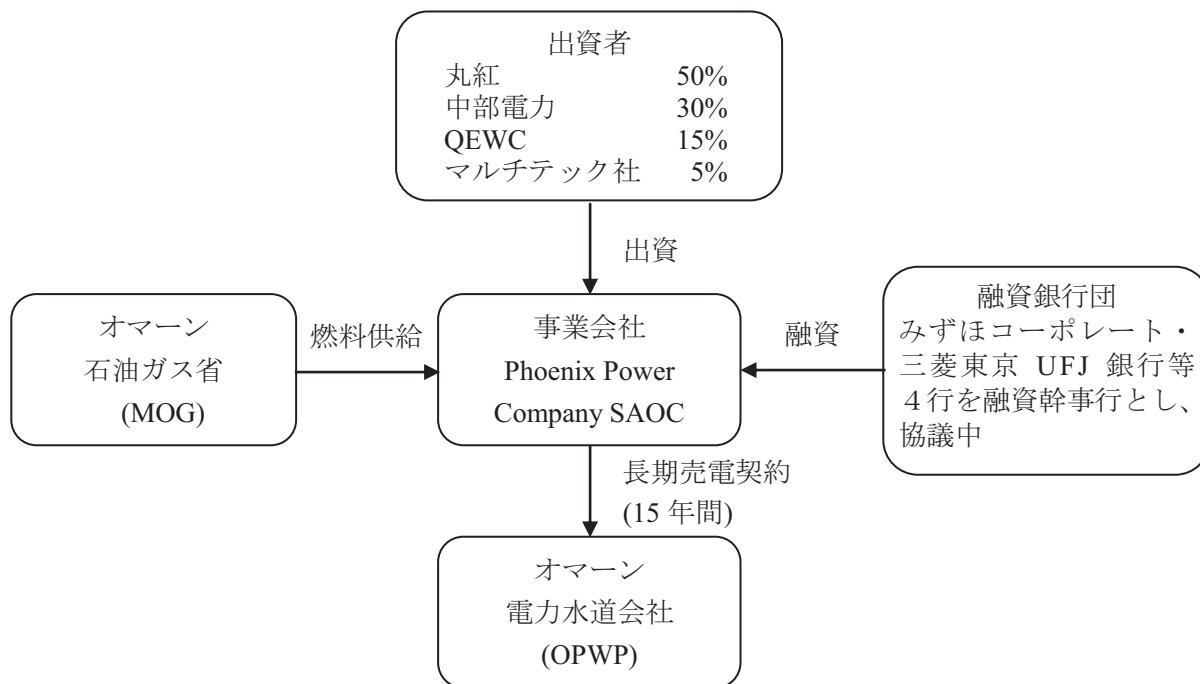 出資者
丸紅 50%
中部電力 30%
QEWC 15%
マルチテック社 5%
出資
オマーン
石油ガス省
(MOG)
燃料供給
事業会社
Phoenix Power
Company SAOC
融資
融資銀行団
みずほコーポレート・
三菱東京 UFJ 銀行等
４行を融資幹事行とし、
協議中
長期売電契約
(15 年間)
オマーン
電力水道会社
(OPWP)